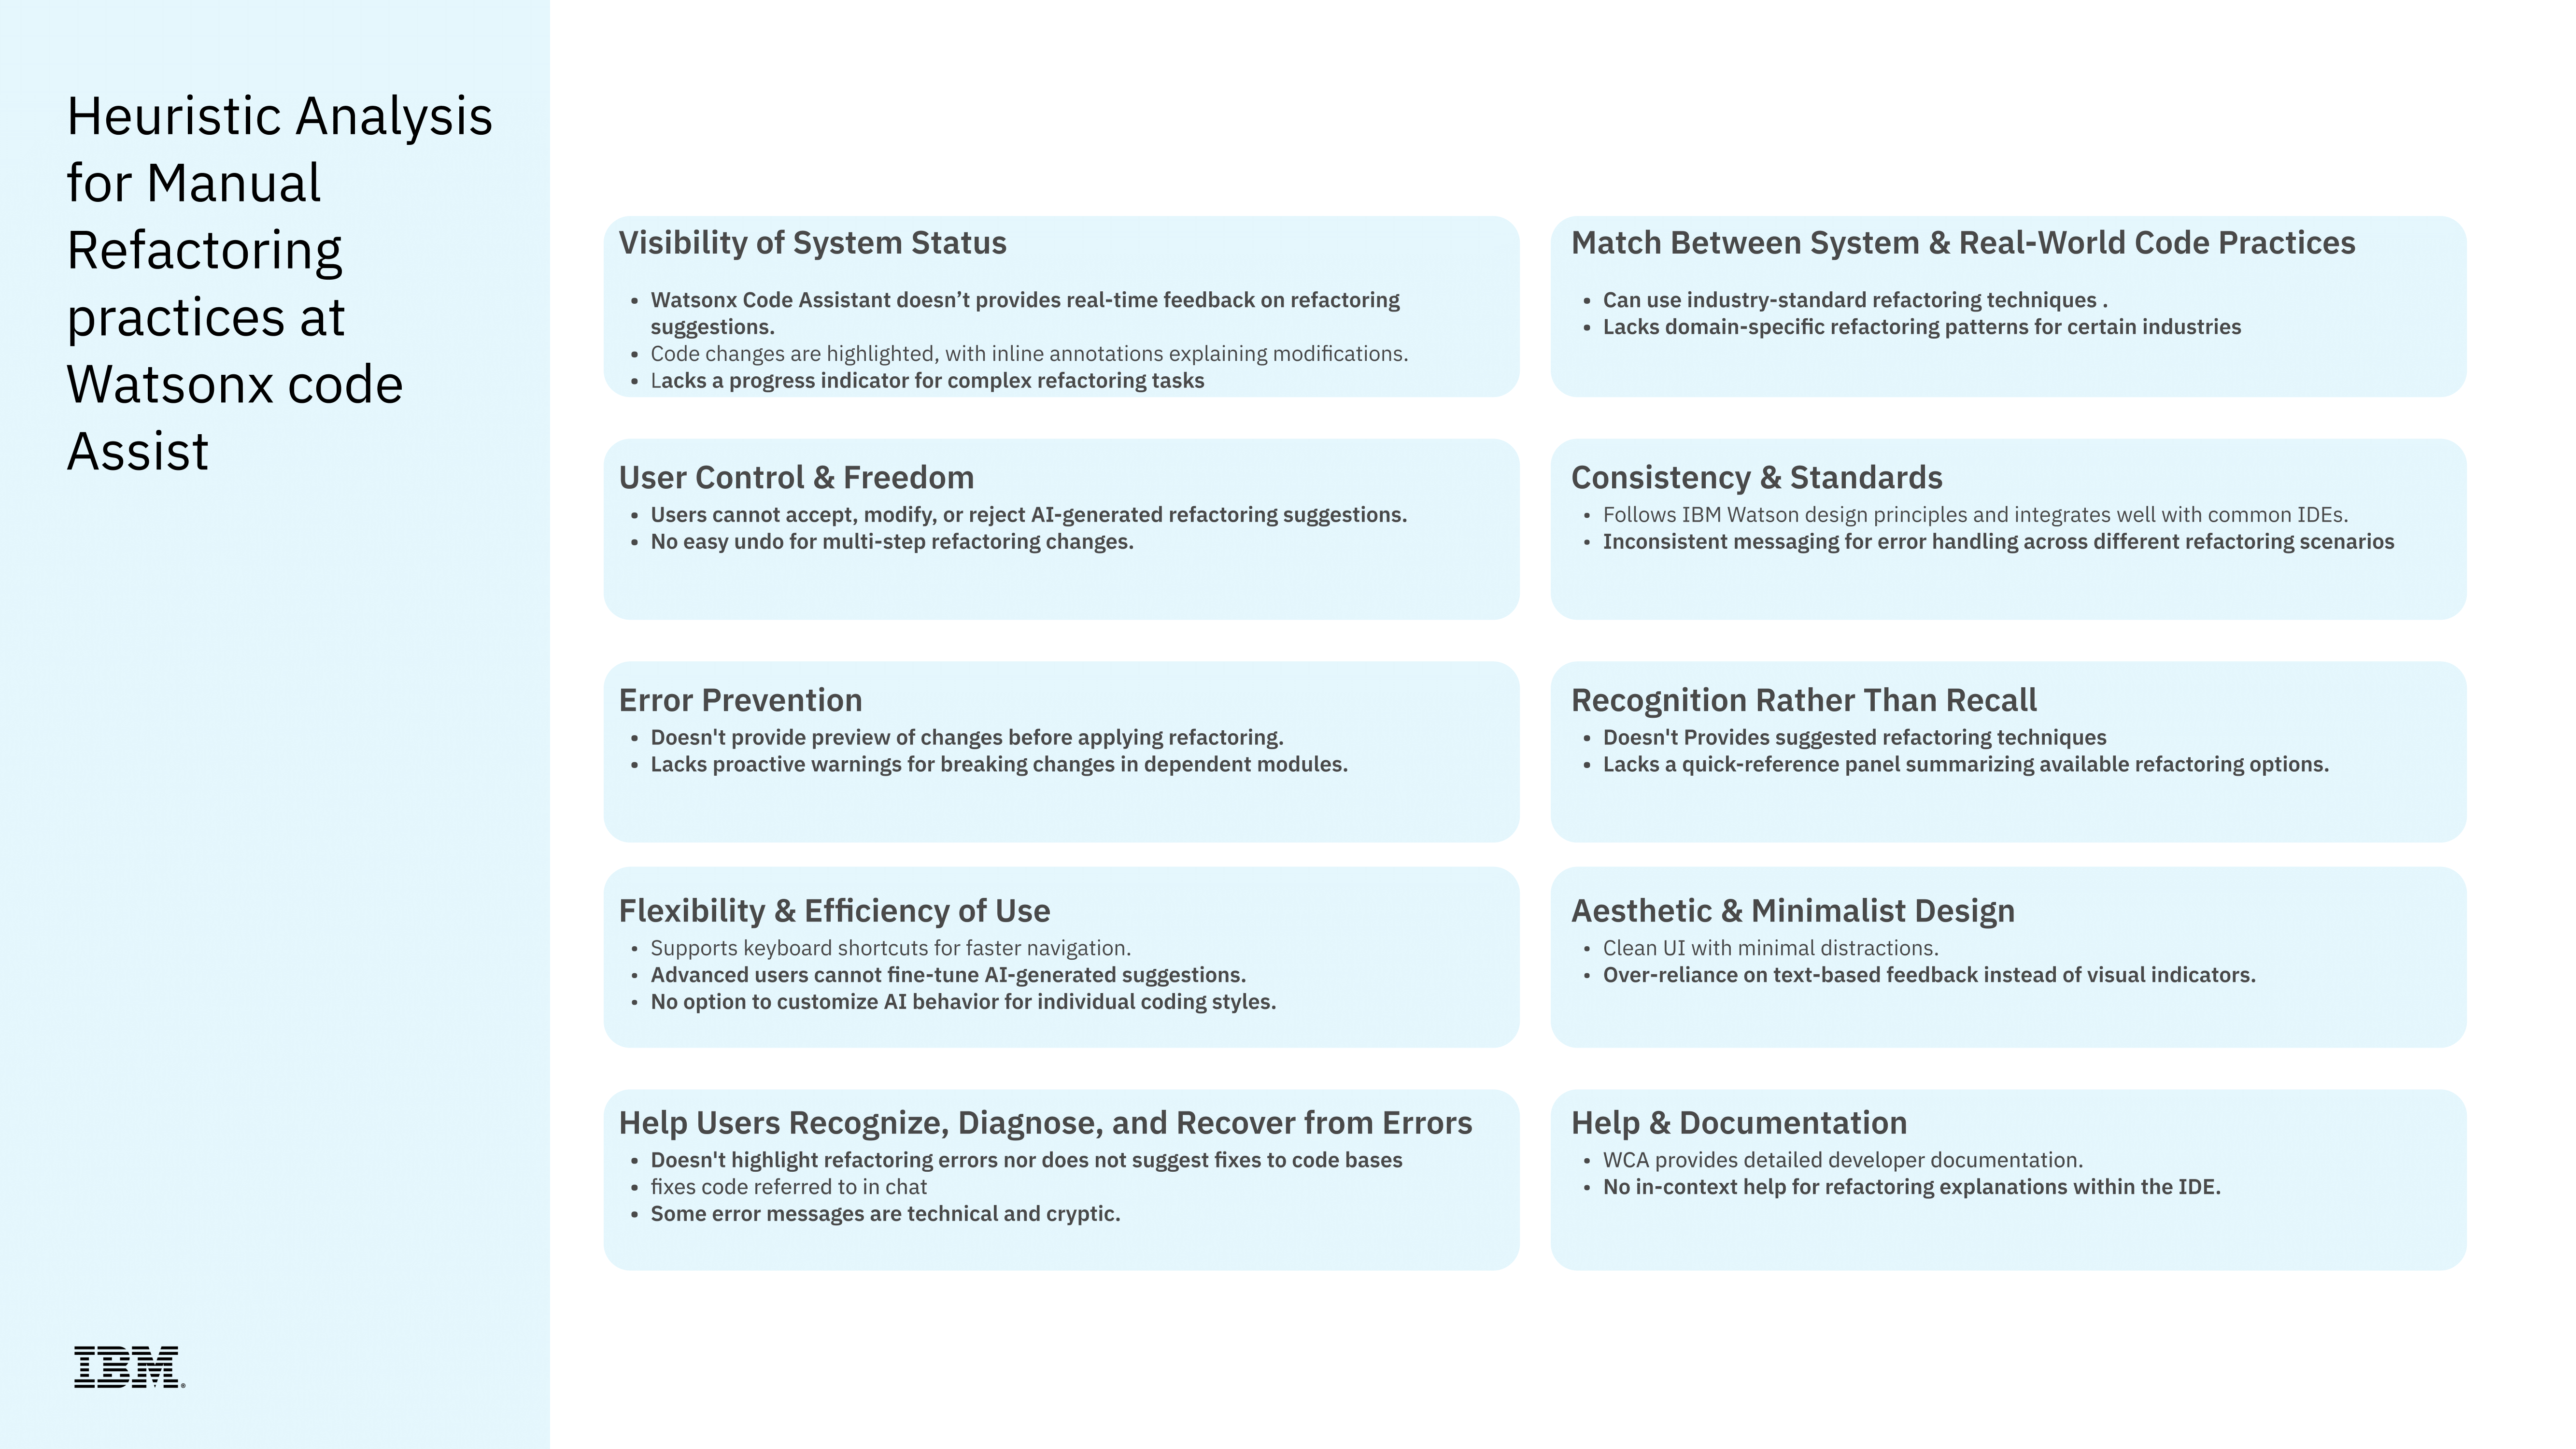 Heuristic Analysis
for Manual
Refactoring
practices at
Watsonx code
Assist
Visibility of System Status
• Watsonx Code Assistant doesn’t provides real-time feedback on refactoring
suggestions.
• Code changes are highlighted, with inline annotations explaining modifications.
• Lacks a progress indicator for complex refactoring tasks
Match Between System & Real-World Code Practices
• Can use industry-standard refactoring techniques .
• Lacks domain-specific refactoring patterns for certain industries
User Control & Freedom
• Users cannot accept, modify, or reject AI-generated refactoring suggestions.
• No easy undo for multi-step refactoring changes.
Consistency & Standards
• Follows IBM Watson design principles and integrates well with common IDEs.
• Inconsistent messaging for error handling across different refactoring scenarios
Error Prevention
• Doesn't provide preview of changes before applying refactoring.
• Lacks proactive warnings for breaking changes in dependent modules.
Recognition Rather Than Recall
• Doesn't Provides suggested refactoring techniques
• Lacks a quick-reference panel summarizing available refactoring options.
Flexibility & Efficiency of Use
• Supports keyboard shortcuts for faster navigation.
• Advanced users cannot fine-tune AI-generated suggestions.
• No option to customize AI behavior for individual coding styles.
Aesthetic & Minimalist Design
• Clean UI with minimal distractions.
• Over-reliance on text-based feedback instead of visual indicators.
Help Users Recognize, Diagnose, and Recover from Errors
• Doesn't highlight refactoring errors nor does not suggest fixes to code bases
• fixes code referred to in chat
• Some error messages are technical and cryptic.
Help & Documentation
• WCA provides detailed developer documentation.
• No in-context help for refactoring explanations within the IDE.
IBM®